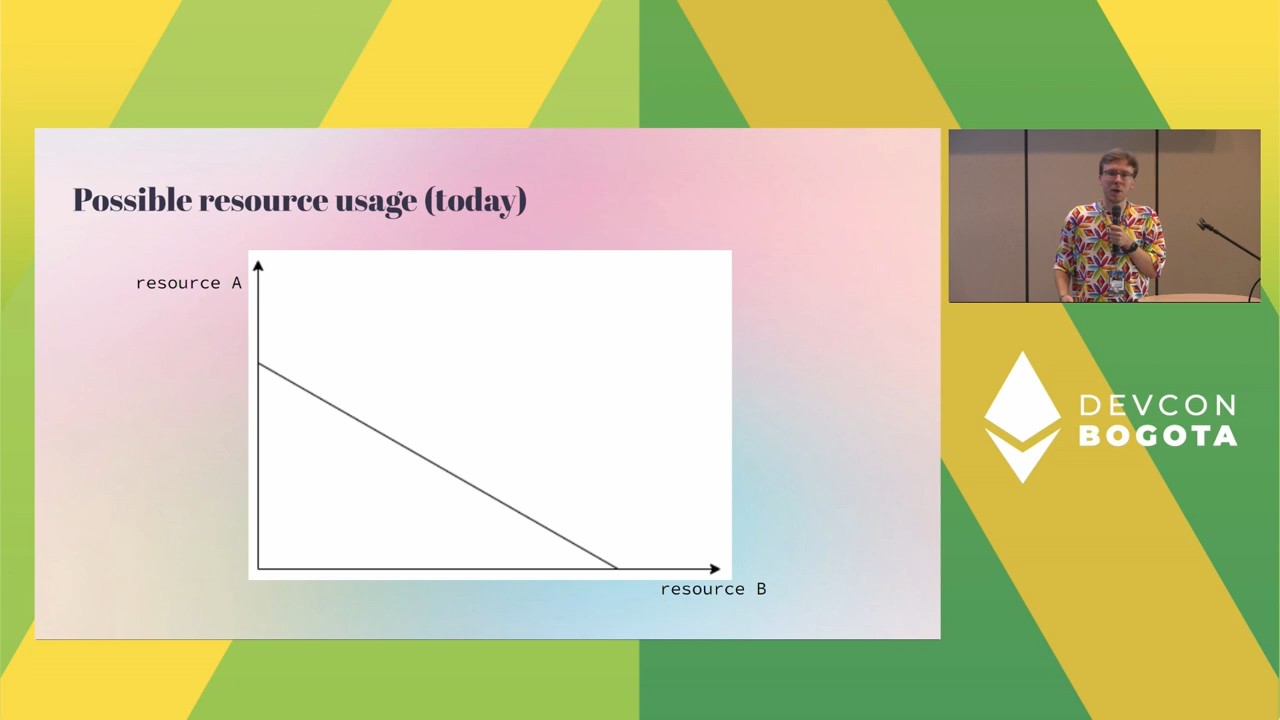 Possible resource usage (today)
resource A
resource B
DEVCON
BOGOTA